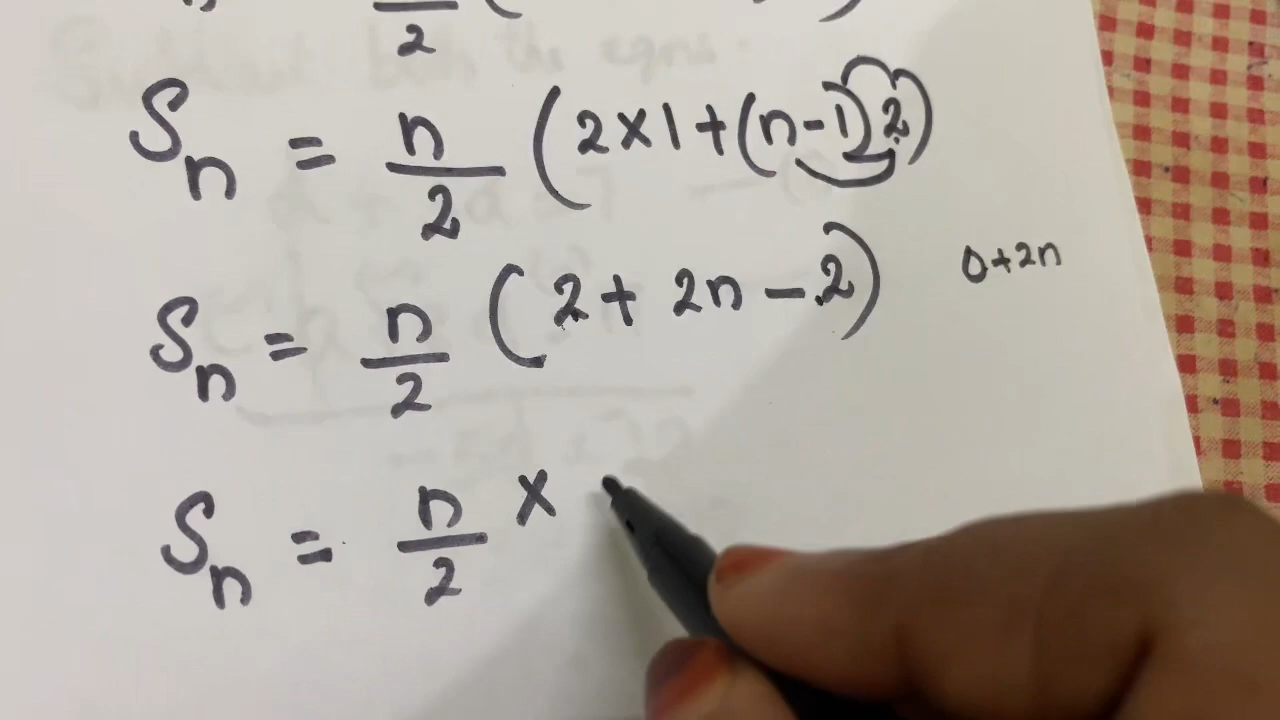 Sn = n/2 (2×1+(n-1)2)
Sn = n/2 (2+2n-2) 0+2n
Sn = n/2 ×